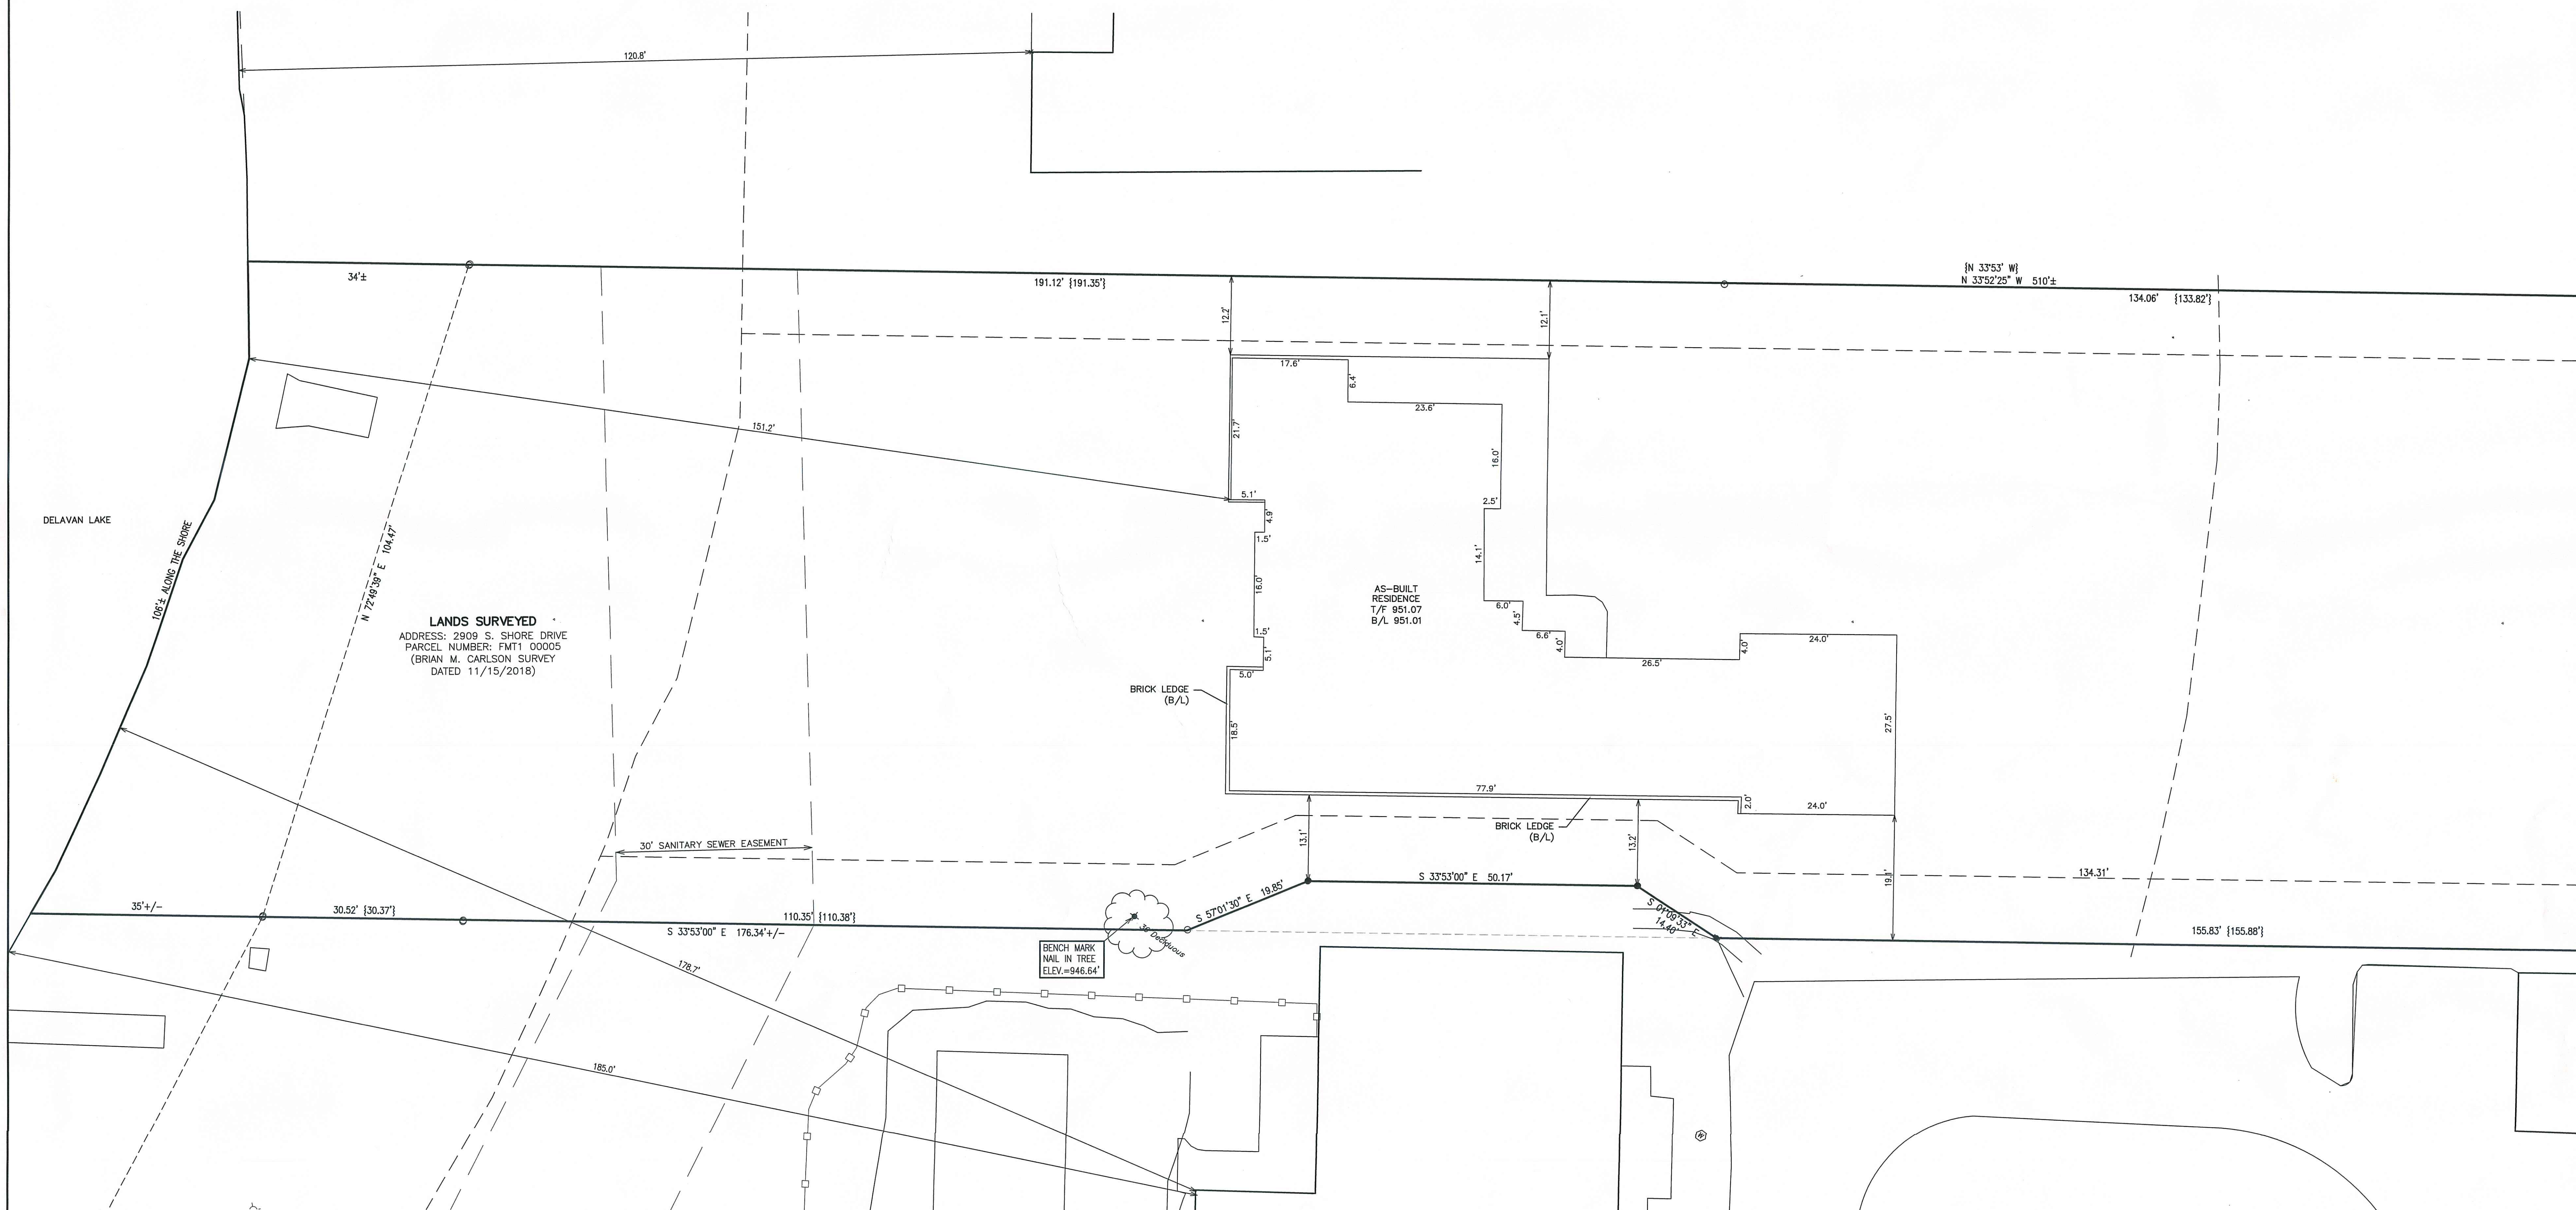 120.8'
34'±
191.12' {191.35'}
{N 33°53' W}
N 33°52'25" W 510'±
134.06' {133.82'}
12.2'
12.1'
17.6'
6.4'
23.6'
21.7'
151.2'
16.0'
5.1'
2.5'
4.9'
1.5'
DELAVAN LAKE
106'± ALONG THE SHORE
N 72°49'39" E 104.47'
14.1'
16.0'
AS-BUILT
RESIDENCE
T/F 951.07
B/L 951.01
6.0'
4.5'
6.6'
4.0'
26.5'
4.0'
24.0'
LANDS SURVEYED
ADDRESS: 2909 S. SHORE DRIVE
PARCEL NUMBER: FMT1 00005
(BRIAN M. CARLSON SURVEY
DATED 11/15/2018)
1.5'
5.1'
5.0'
BRICK LEDGE
(B/L)
18.5'
27.5'
77.9'
2.0'
24.0'
BRICK LEDGE
(B/L)
30' SANITARY SEWER EASEMENT
13.1'
13.2'
19.1'
134.31'
S 33°53'00" E 50.17'
S 57°01'30" E 19.85'
S 01°09'33" E
14.40'
35'+/-
30.52' {30.37'}
110.35' {110.38'}
S 33°53'00" E 176.34'+/-
36 Deciduous
155.83' {155.88'}
BENCH MARK
NAIL IN TREE
ELEV.=946.64'
178.7'
185.0'